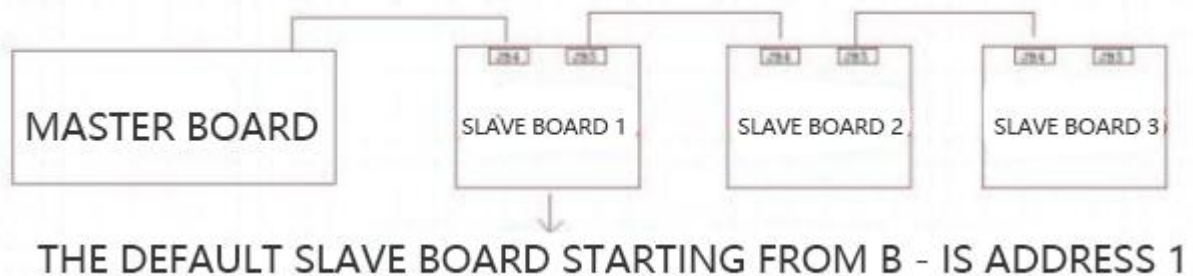 MASTER BOARD
SLAVE BOARD 1
SLAVE BOARD 2
SLAVE BOARD 3
THE DEFAULT SLAVE BOARD STARTING FROM B - IS ADDRESS 1